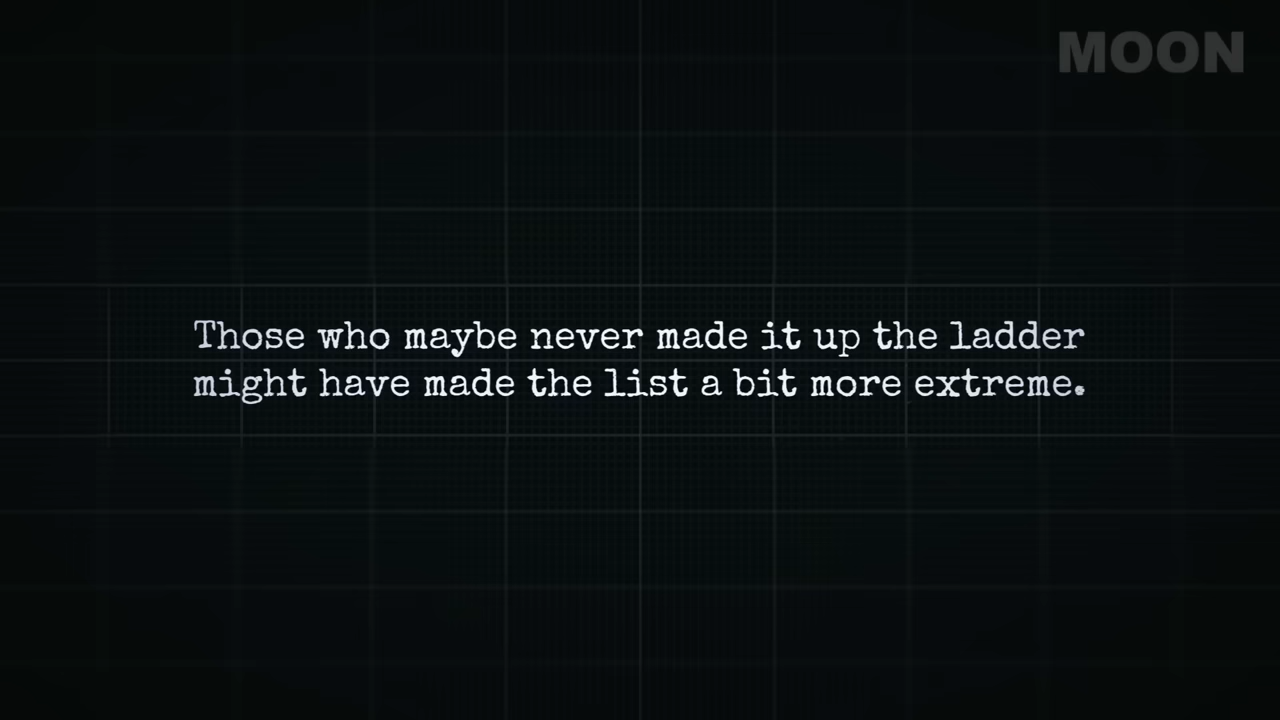 MOON
Those who maybe never made it up the ladder
might have made the list a bit more extreme.